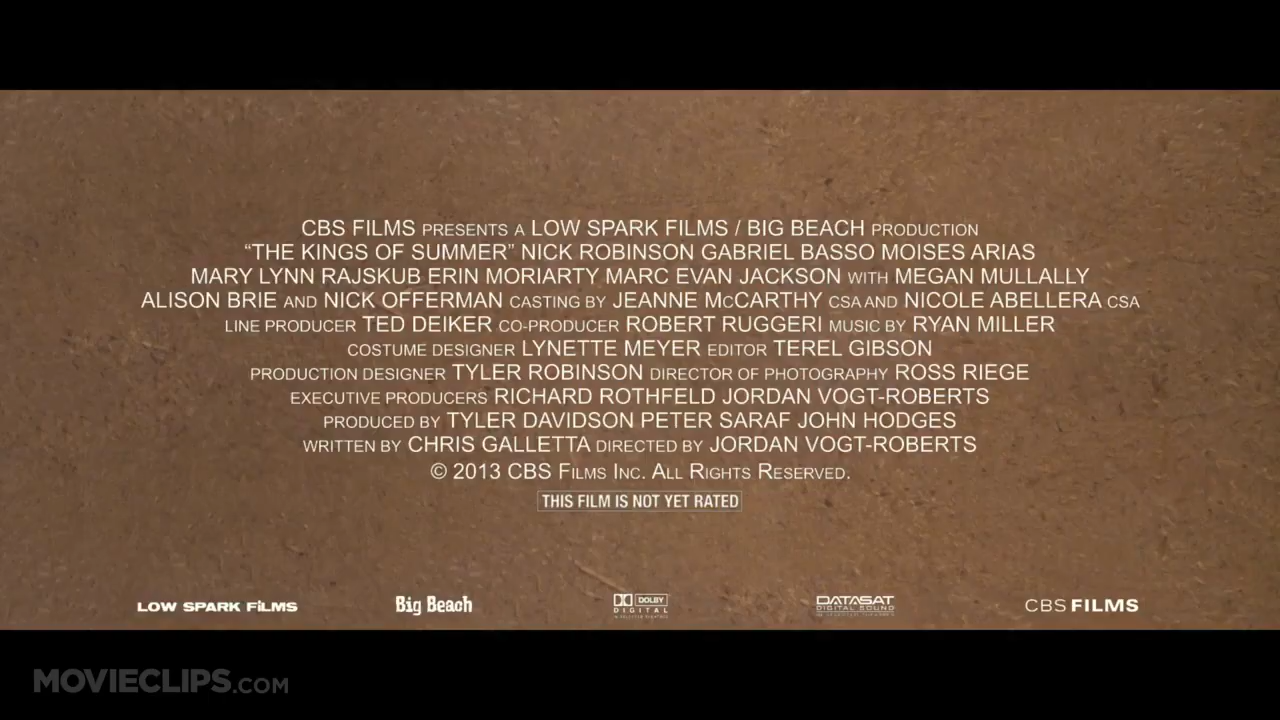 CBS FILMS PRESENTS A LOW SPARK FILMS / BIG BEACH PRODUCTION
“THE KINGS OF SUMMER” NICK ROBINSON GABRIEL BASSO MOISES ARIAS
MARY LYNN RAJSKUB ERIN MORIARTY MARC EVAN JACKSON WITH MEGAN MULLALLY
ALISON BRIE AND NICK OFFERMAN CASTING BY JEANNE McCARTHY CSA AND NICOLE ABELLERA CSA
LINE PRODUCER TED DEIKER CO-PRODUCER ROBERT RUGGERI MUSIC BY RYAN MILLER
COSTUME DESIGNER LYNETTE MEYER EDITOR TEREL GIBSON
PRODUCTION DESIGNER TYLER ROBINSON DIRECTOR OF PHOTOGRAPHY ROSS RIEGE
EXECUTIVE PRODUCERS RICHARD ROTHFELD JORDAN VOGT-ROBERTS
PRODUCED BY TYLER DAVIDSON PETER SARAF JOHN HODGES
WRITTEN BY CHRIS GALLETTA DIRECTED BY JORDAN VOGT-ROBERTS
© 2013 CBS FILMS INC. ALL RIGHTS RESERVED.
THIS FILM IS NOT YET RATED
LOW SPARK FiLMS Big Beach DOLBY DIGITAL DATASAT DIGITAL SOUND CBS FILMS
MOVIECLIPS.COM